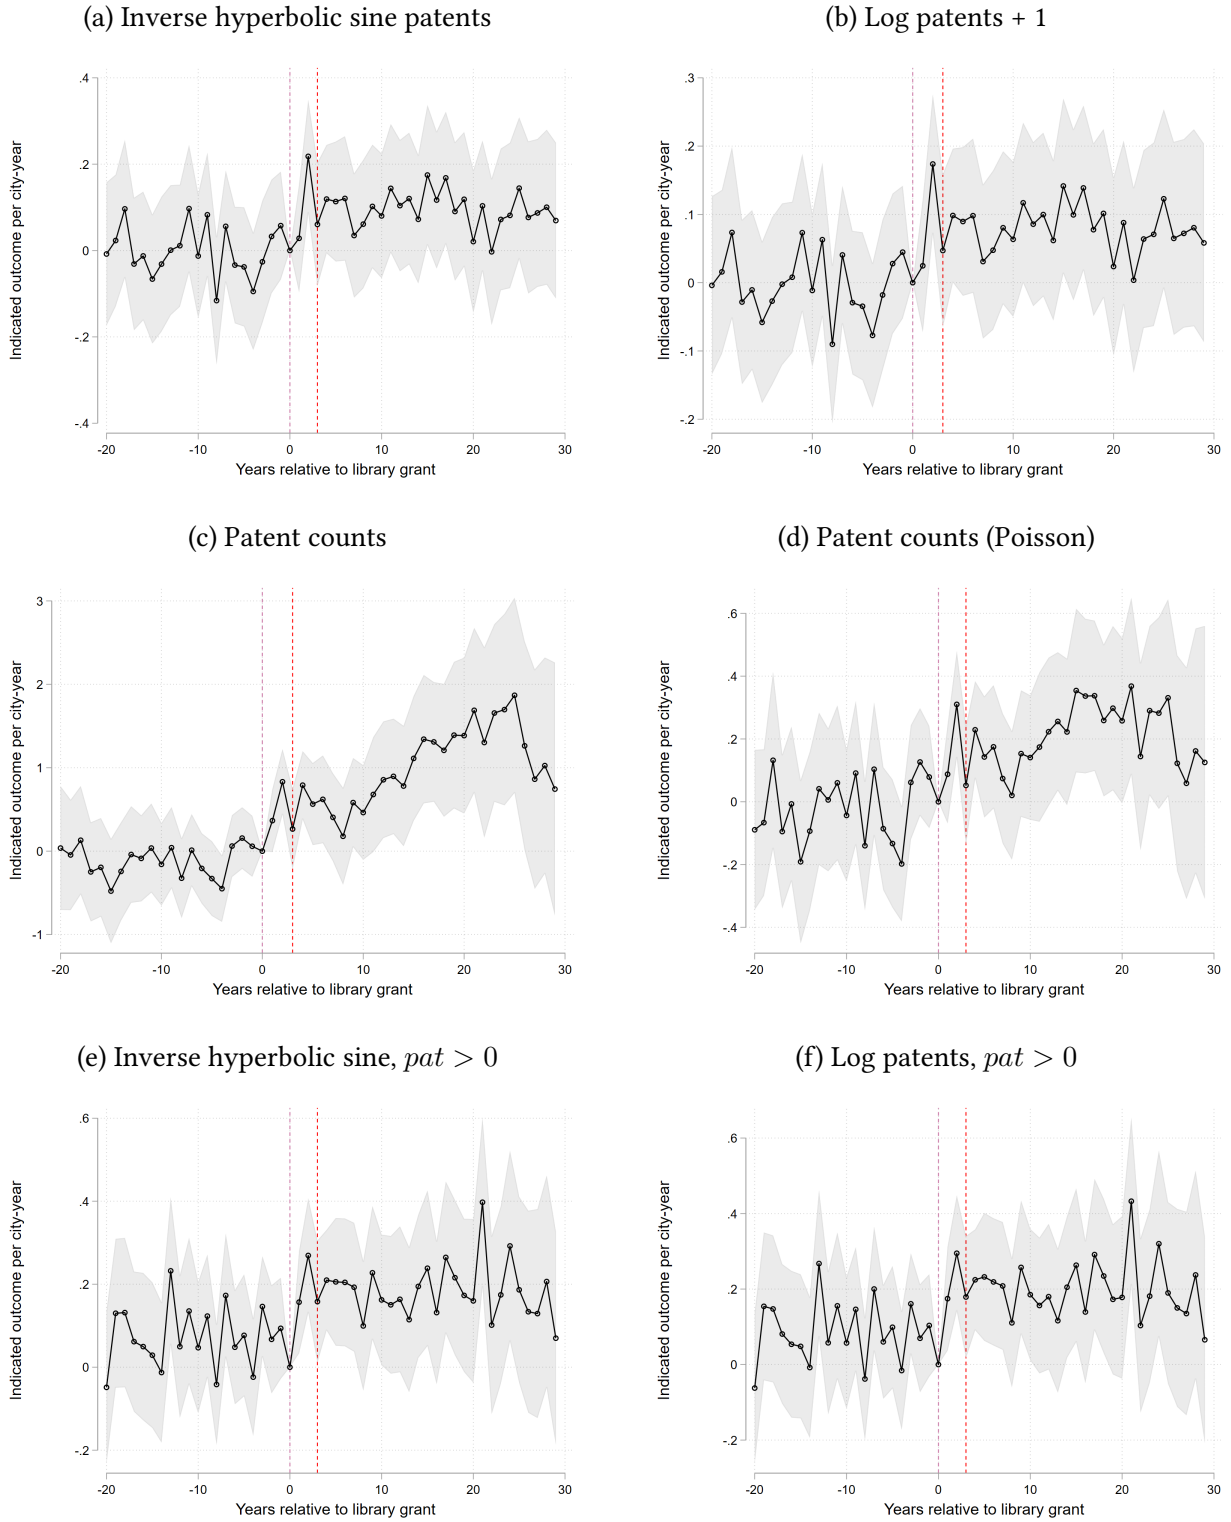 (a) Inverse hyperbolic sine patents
(b) Log patents + 1
Indicated outcome per city-year
.4
.2
0
-.2
-.4
-20 -10 0 10 20 30
Years relative to library grant
Indicated outcome per city-year
.3
.2
.1
0
-.1
-.2
-20 -10 0 10 20 30
Years relative to library grant
(c) Patent counts
(d) Patent counts (Poisson)
Indicated outcome per city-year
3
2
1
0
-1
-20 -10 0 10 20 30
Years relative to library grant
Indicated outcome per city-year
.6
.4
.2
0
-.2
-.4
-20 -10 0 10 20 30
Years relative to library grant
(e) Inverse hyperbolic sine, pat > 0
(f) Log patents, pat > 0
Indicated outcome per city-year
.6
.4
.2
0
-.2
-20 -10 0 10 20 30
Years relative to library grant
Indicated outcome per city-year
.6
.4
.2
0
-.2
-20 -10 0 10 20 30
Years relative to library grant